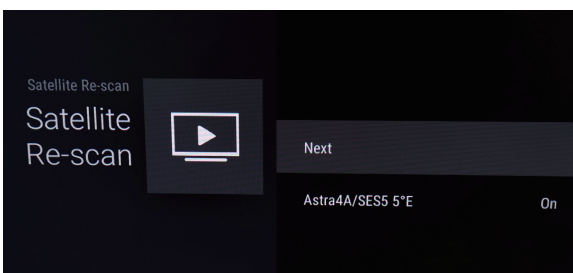 Satellite Re-scan
Satellite
Re-scan
Next
Astra4A/SES5 5°E
On